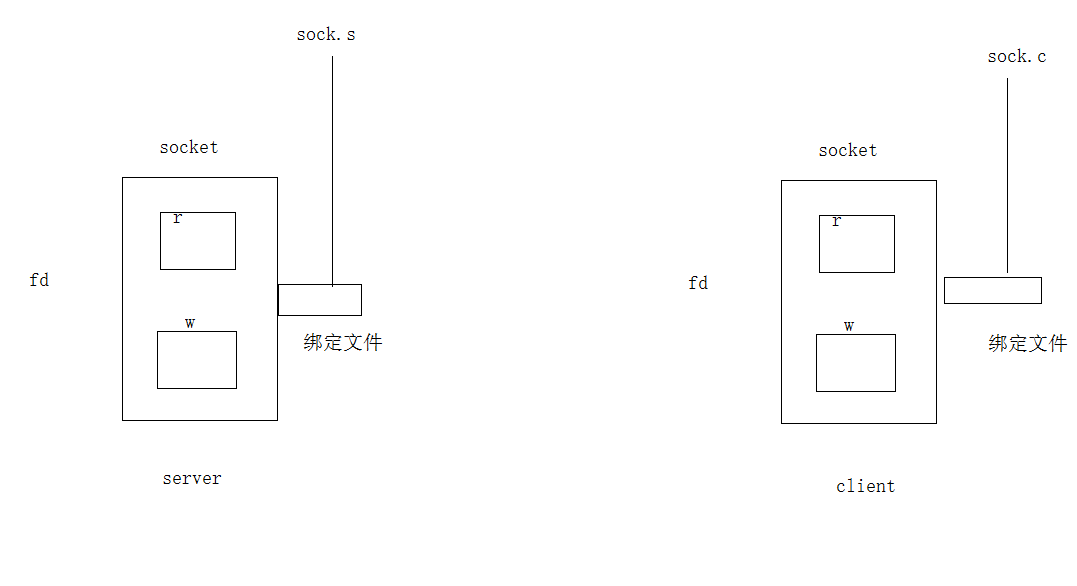 sock.s
sock.c
socket
socket
r
r
fd
fd
w
w
绑定文件
绑定文件
server
client